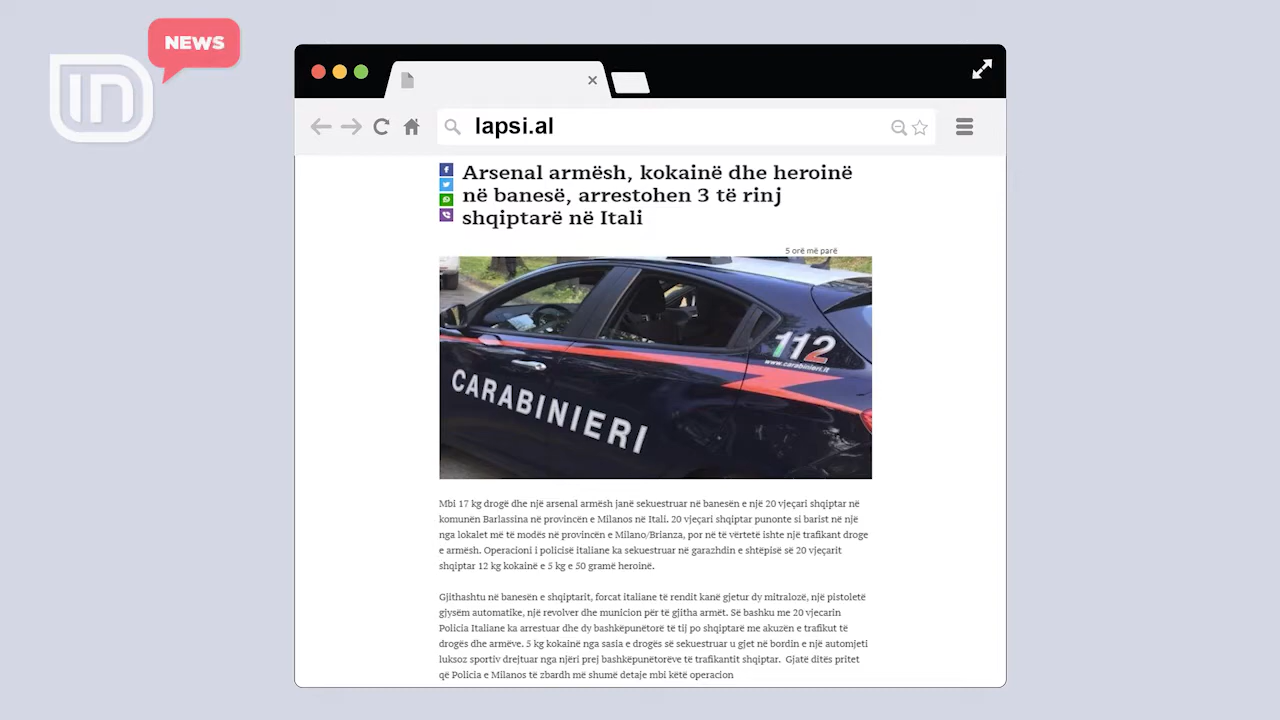 IN
NEWS
lapsi.al
Arsenal armësh, kokainë dhe heroinë
në banesë, arrestohen 3 të rinj
shqiptarë në Itali
5 orë më parë
112
www.carabinieri.it
CARABINIERI
Mbi 17 kg drogë dhe një arsenal armësh janë sekuestruar në banesën e një 20 vjeçari shqiptar në
komunën Barlassina në provincën e Milanos në Itali. 20 vjeçari shqiptar punonte si barist në një
nga lokalet më të modës në provincën e Milano/Brianza, por në të vërtetë ishte një trafikant droge
e armësh. Operacioni i policisë italiane ka sekuestruar në garazhdin e shtëpisë së 20 vjeçarit
shqiptar 12 kg kokainë e 5 kg e 50 gramë heroinë.
Gjithashtu në banesën e shqiptarit, forcat italiane të rendit kanë gjetur dy mitralozë, një pistoletë
gjysëm automatike, një revolver dhe municion për të gjitha armët. Së bashku me 20 vjecarin
Policia Italiane ka arrestuar dhe dy bashkëpunëtorë të tij po shqiptarë me akuzën e trafikut të
drogës dhe armëve. 5 kg kokainë nga sasia e drogës së sekuestruar u gjet në bordin e një automjeti
luksoz sportiv drejtuar nga njëri prej bashkëpunëtorëve të trafikantit shqiptar.  Gjatë ditës pritet
që Policia e Milanos të zbardh më shumë detaje mbi këtë operacion